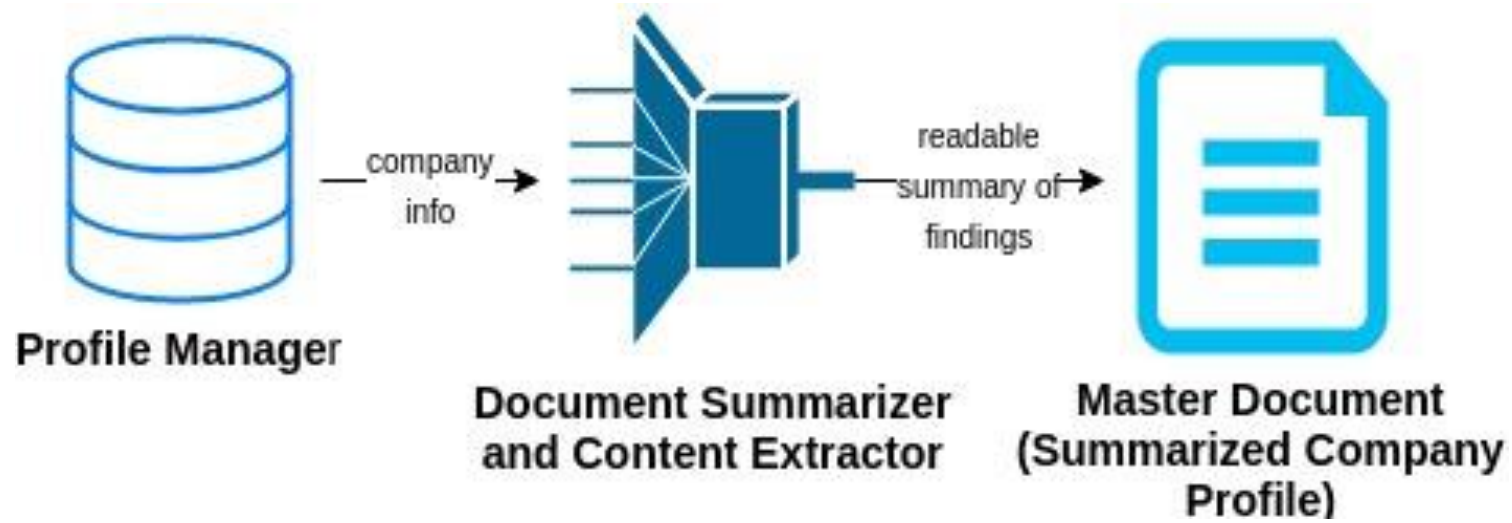 company
info
readable
summary of
findings
Profile Manager
Document Summarizer
and Content Extractor
Master Document
(Summarized Company
Profile)